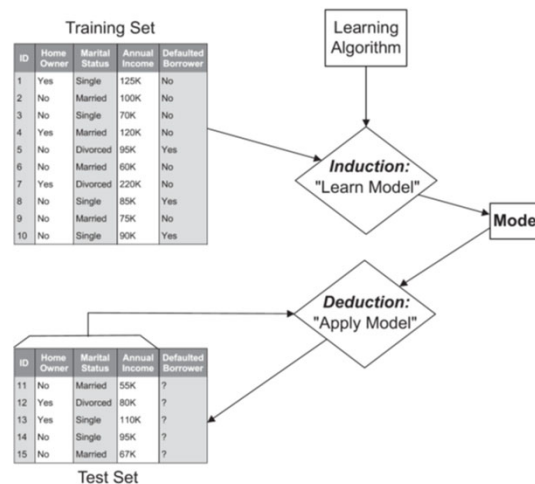 Training Set
ID Home Owner Marital Status Annual Income Defaulted Borrower
1 Yes Single 125K No
2 No Married 100K No
3 No Single 70K No
4 Yes Married 120K No
5 No Divorced 95K Yes
6 No Married 60K No
7 Yes Divorced 220K No
8 No Single 85K Yes
9 No Married 75K No
10 No Single 90K Yes
Learning
Algorithm
Induction:
"Learn Model"
Mode
Deduction:
"Apply Model"
ID Home Owner Marital Status Annual Income Defaulted Borrower
11 No Married 55K ?
12 Yes Divorced 80K ?
13 Yes Single 110K ?
14 No Single 95K ?
15 No Married 67K ?
Test Set